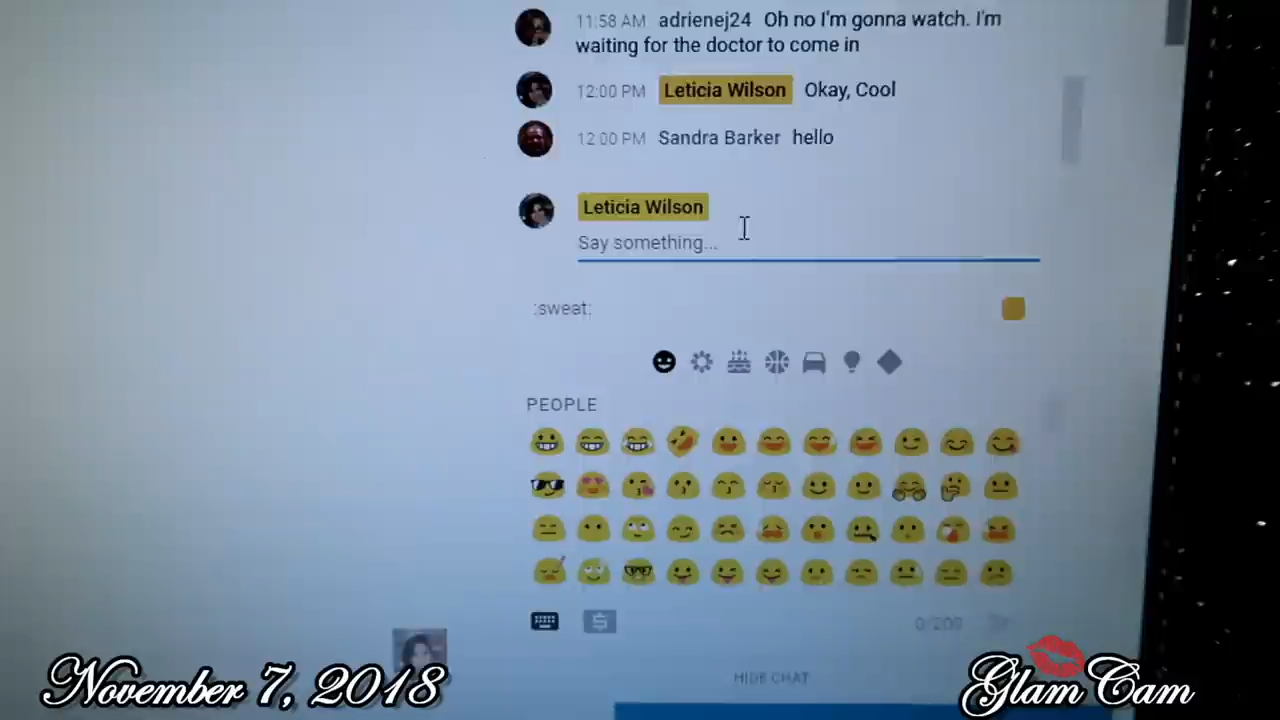 11:58 AM adrienej24 Oh no I'm gonna watch. I'm
waiting for the doctor to come in
12:00 PM Leticia Wilson Okay, Cool
12:00 PM Sandra Barker hello
Leticia Wilson
Say something...
:sweat:
PEOPLE
0/200
HIDE CHAT
November 7, 2018
Glam Cam